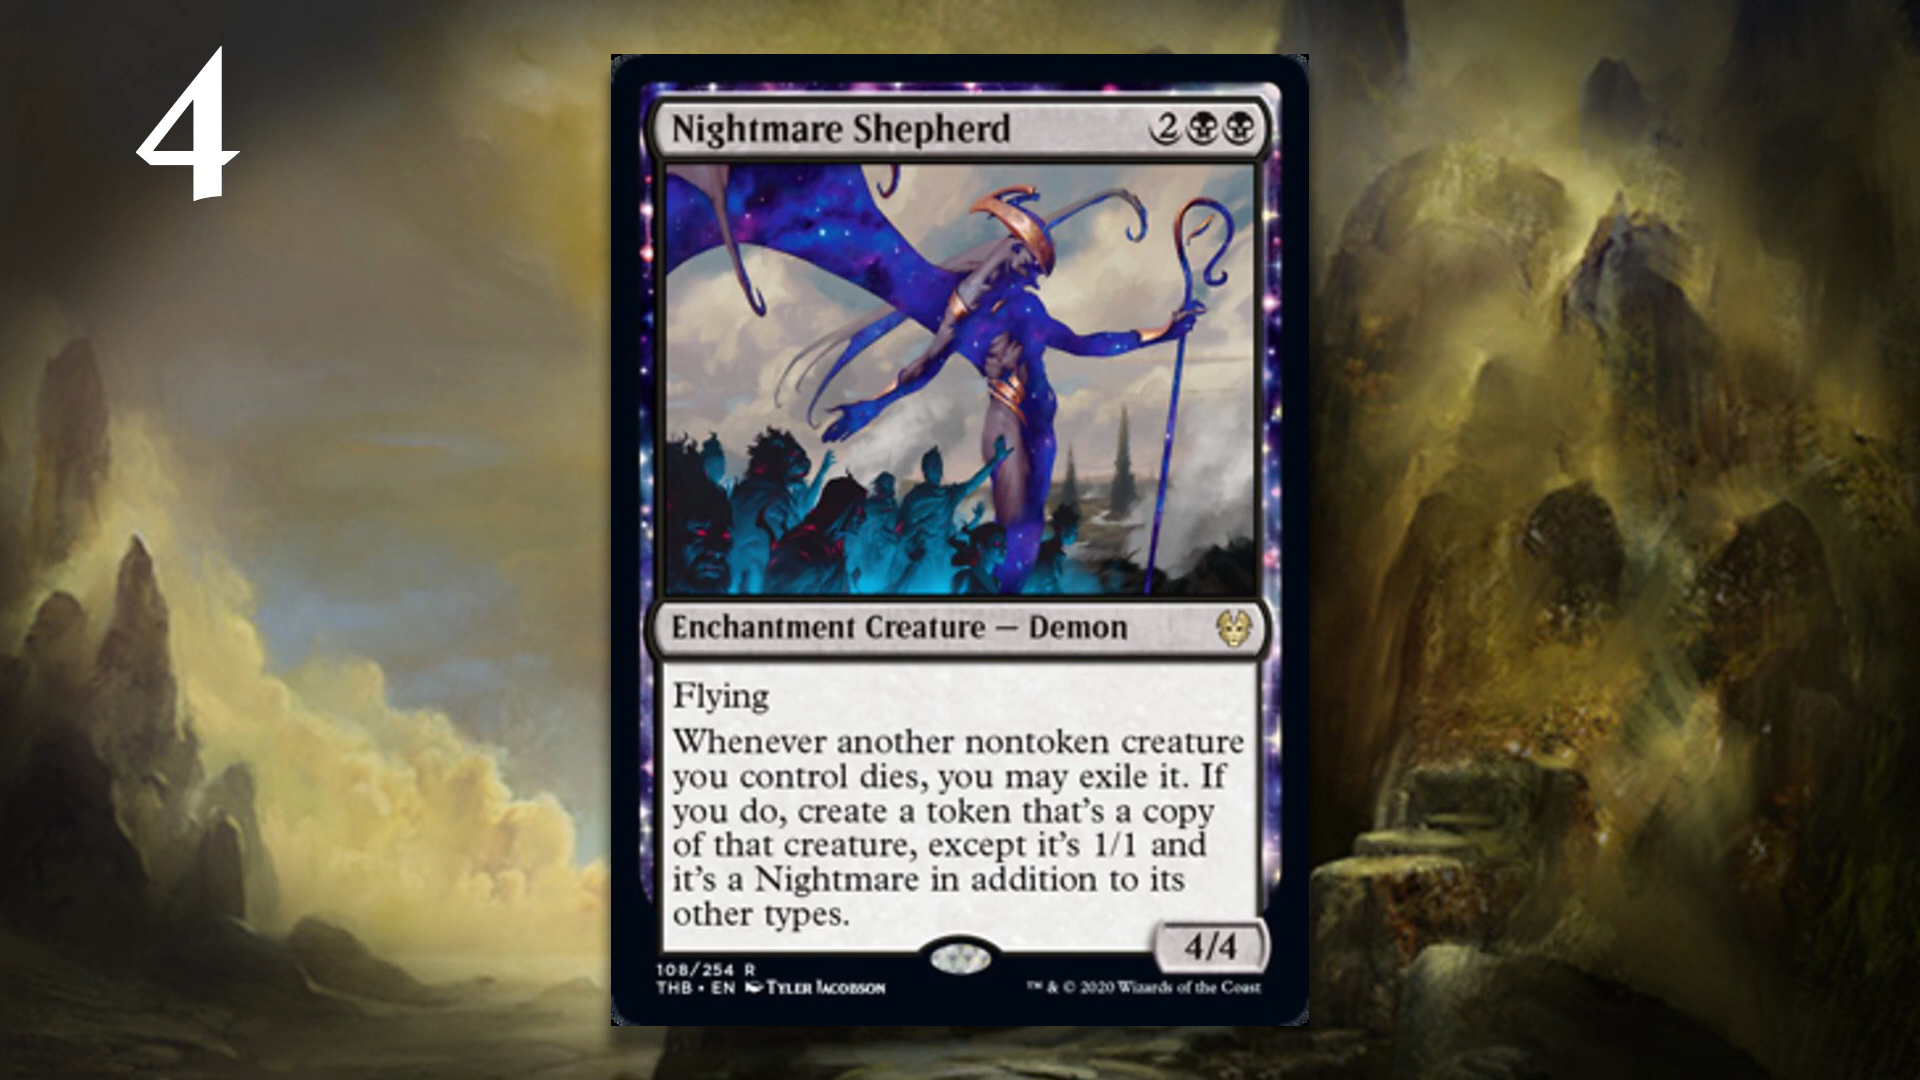 4
Nightmare Shepherd 2
Enchantment Creature — Demon
Flying
Whenever another nontoken creature
you control dies, you may exile it. If
you do, create a token that's a copy
of that creature, except it's 1/1 and
it's a Nightmare in addition to its
other types.
4/4
108/254 R
THB • EN Tyler Jacobson
™ & © 2020 Wizards of the Coast